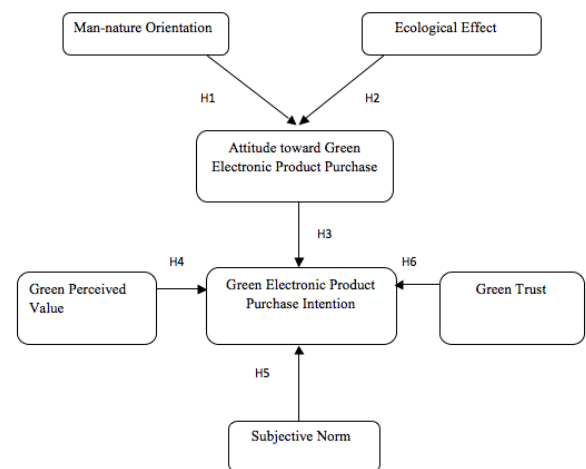 Man-nature Orientation
Ecological Effect
H1
H2
Attitude toward Green
Electronic Product Purchase
H3
H4
H6
Green Perceived
Value
Green Electronic Product
Purchase Intention
Green Trust
H5
Subjective Norm